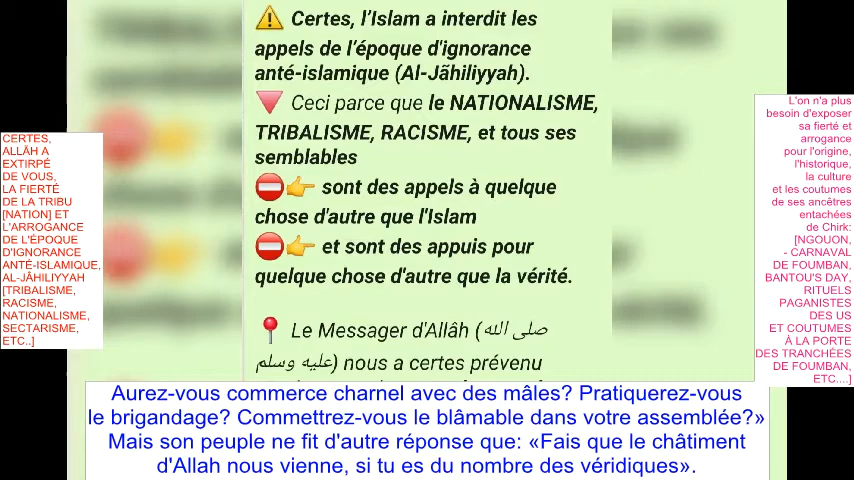 ⚠️ Certes, l’Islam a interdit les
appels de l’époque d'ignorance
anté-islamique (Al-Jãhiliyyah).
🔻 Ceci parce que le NATIONALISME,
TRIBALISME, RACISME, et tous ses
semblables
⛔👉 sont des appels à quelque
chose d'autre que l'Islam
⛔👉 et sont des appuis pour
quelque chose d'autre que la vérité.
📍 Le Messager d'Allâh (صلى الله
عليه وسلم) nous a certes prévenu
CERTES,
ALLÂH A
EXTIRPÉ
DE VOUS,
LA FIERTÉ
DE LA TRIBU
[NATION] ET
L'ARROGANCE
DE L'ÉPOQUE
D'IGNORANCE
ANTÉ-ISLAMIQUE,
AL-JÂHILIYYAH
[TRIBALISME,
RACISME,
NATIONALISME,
SECTARISME,
ETC..]
L'on n'a plus
besoin d'exposer
sa fierté et
arrogance
pour l'origine,
l'historique,
la culture
et les coutumes
de ses ancêtres
entachées
de Chirk:
[NGOUON,
- CARNAVAL
DE FOUMBAN,
BANTOU'S DAY,
RITUELS
PAGANISTES
DES US
ET COUTUMES
À LA PORTE
DES TRANCHÉES
DE FOUMBAN,
ETC....]
Aurez-vous commerce charnel avec des mâles? Pratiquerez-vous
le brigandage? Commettrez-vous le blâmable dans votre assemblée?»
Mais son peuple ne fit d'autre réponse que: «Fais que le châtiment
d'Allah nous vienne, si tu es du nombre des véridiques».